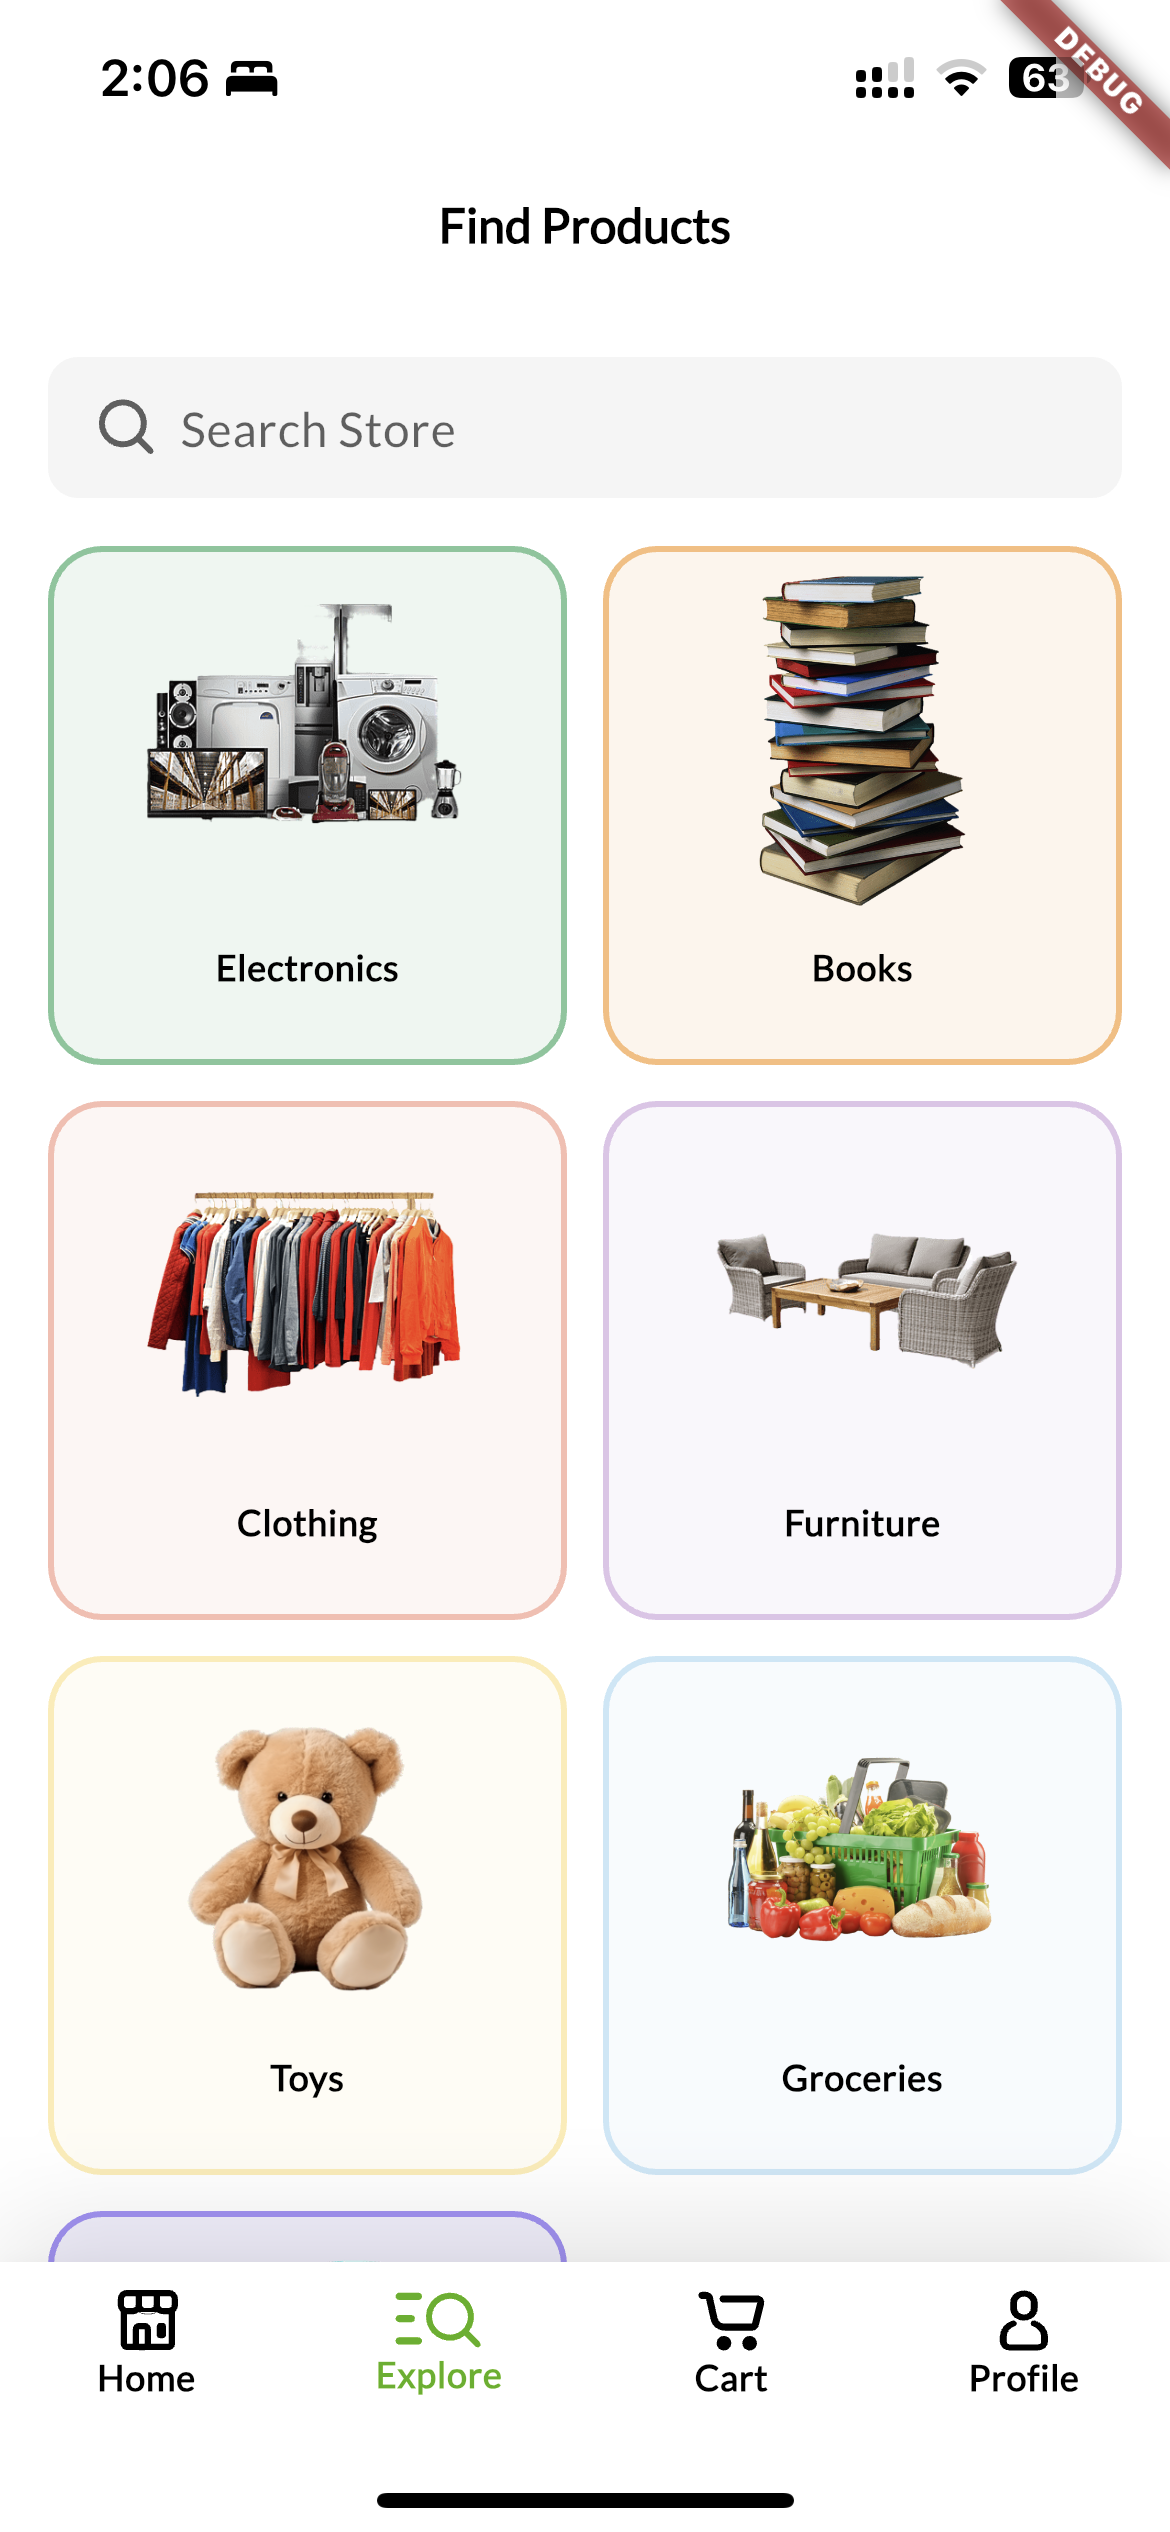 2:06
63
DEBUG
Find Products
Search Store
Electronics
Books
Clothing
Furniture
Toys
Groceries
Home
Explore
Cart
Profile